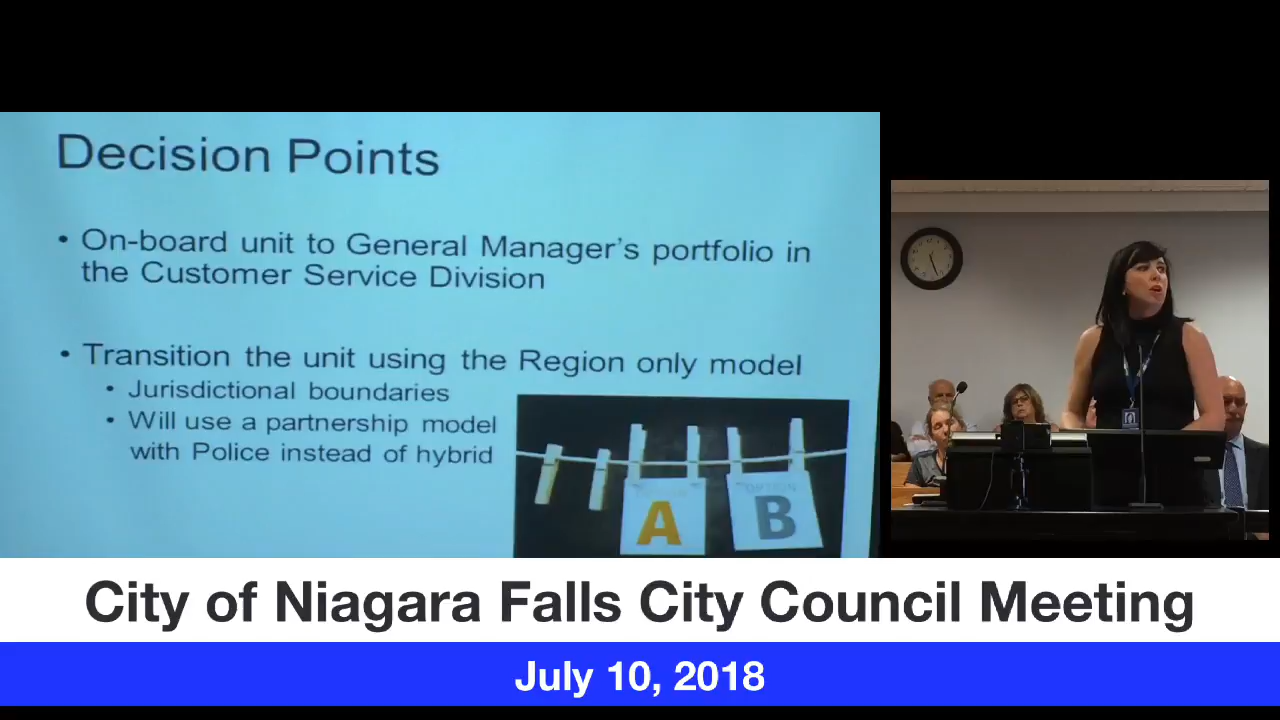 Decision Points
• On-board unit to General Manager's portfolio in
the Customer Service Division
• Transition the unit using the Region only model
• Jurisdictional boundaries
• Will use a partnership model
with Police instead of hybrid
OPTION
A
OPTION
B
City of Niagara Falls City Council Meeting
July 10, 2018